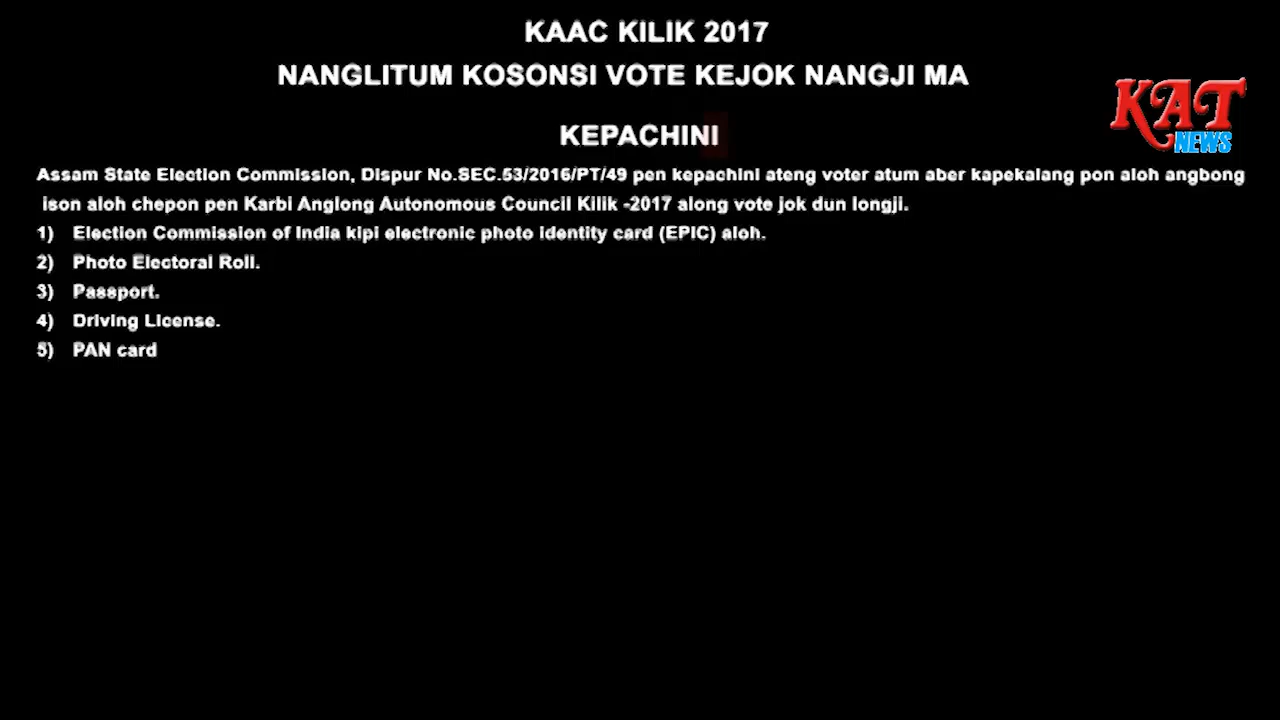 KAAC KILIK 2017
NANGLITUM KOSONSI VOTE KEJOK NANGJI MA
KAT
NEWS
KEPACHINI
Assam State Election Commission, Dispur No.SEC.53/2016/PT/49 pen kepachini ateng voter atum aber kapekalang pon aloh angbong
ison aloh chepon pen Karbi Anglong Autonomous Council Kilik -2017 along vote jok dun longji.
1) Election Commission of India kipi electronic photo identity card (EPIC) aloh.
2) Photo Electoral Roll.
3) Passport.
4) Driving License.
5) PAN card